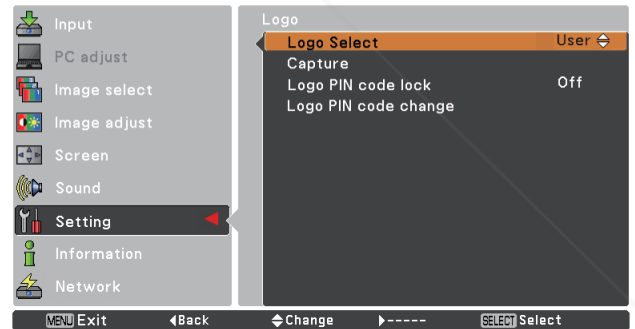 Input
PC adjust
Image select
Image adjust
Screen
Sound
Setting
Information
Network
Logo
Logo Select User
Capture
Logo PIN code lock Off
Logo PIN code change
MENU Exit Back Change ----- SELECT Select